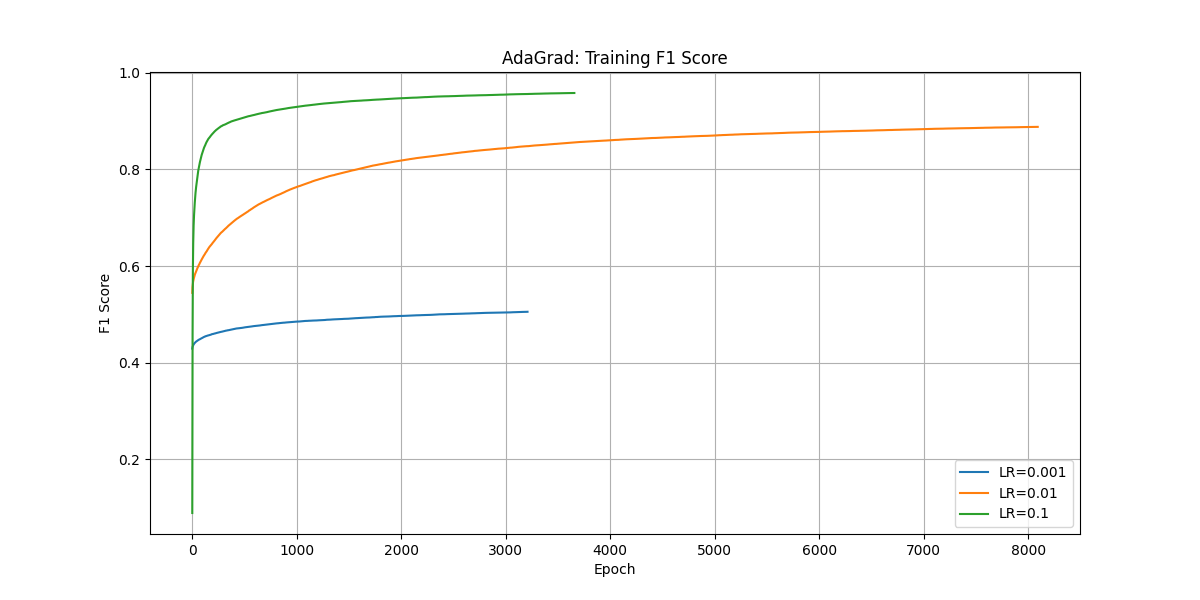 AdaGrad: Training F1 Score
1.0
0.8
0.6
0.4
0.2
F1 Score
0 1000 2000 3000 4000 5000 6000 7000 8000
Epoch
LR=0.001
LR=0.01
LR=0.1